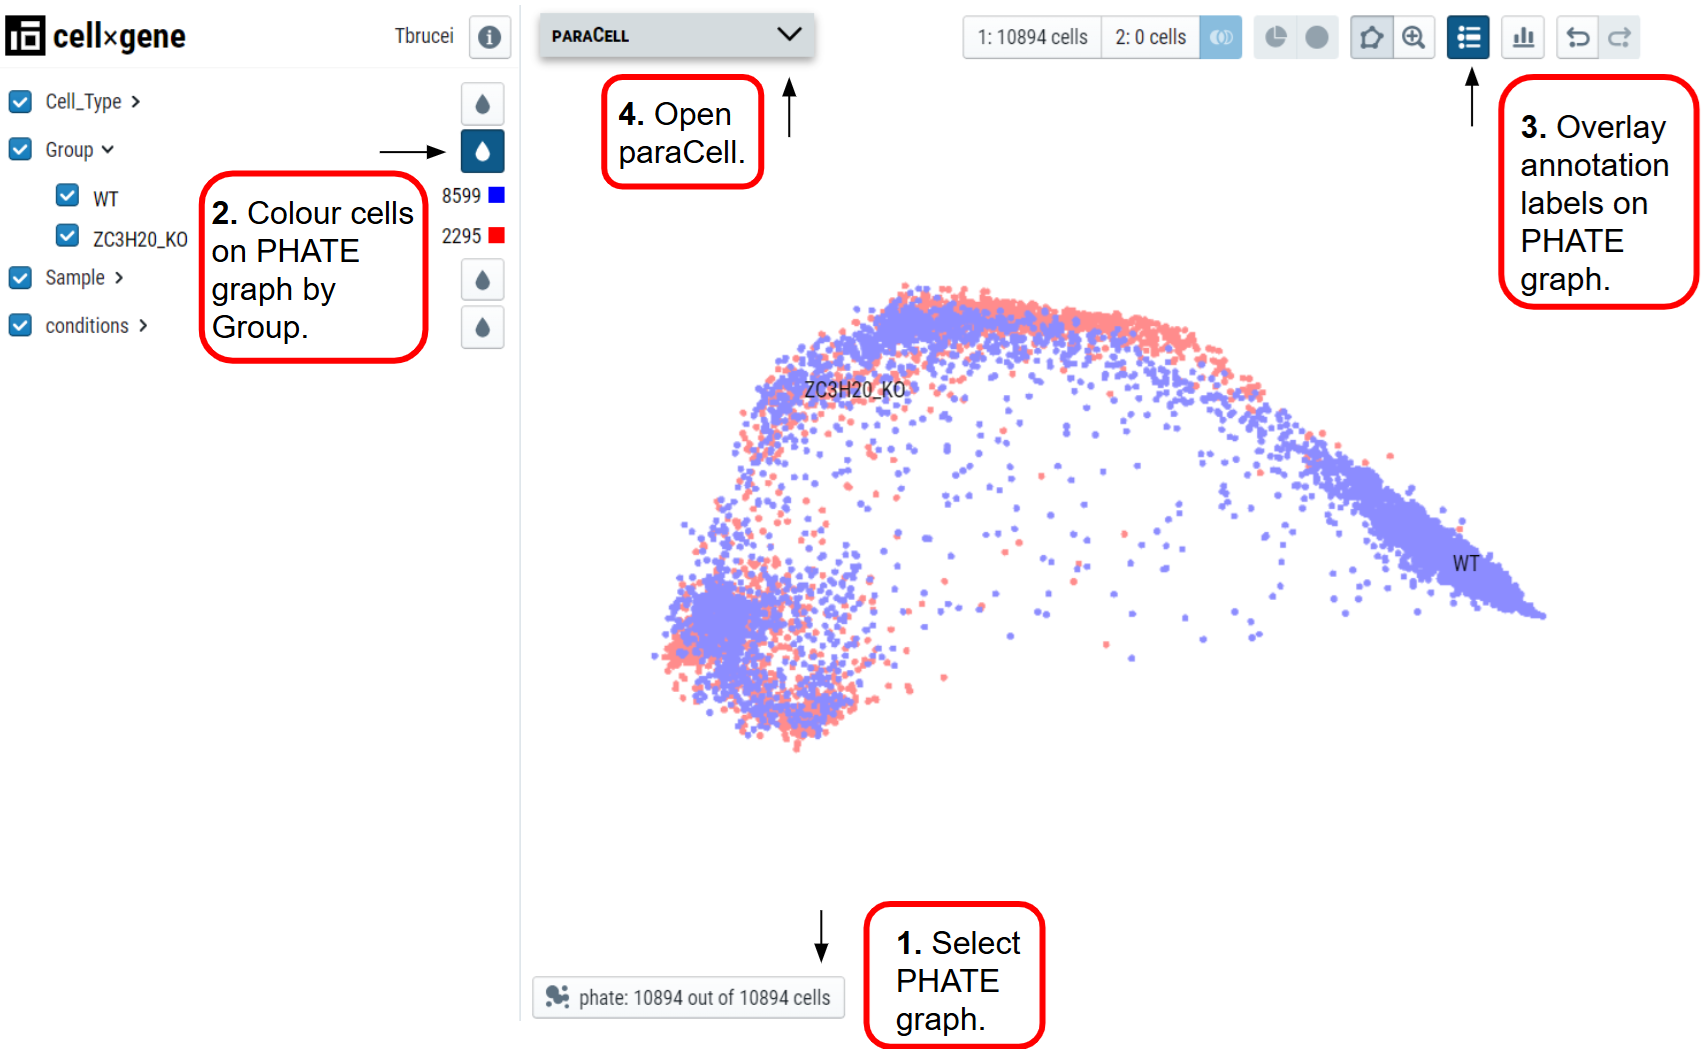 cell×gene
Tbrucei
PARACELL
1: 10894 cells
2: 0 cells
Cell_Type
Group
WT
8599
ZC3H20_KO
2295
Sample
conditions
2. Colour cells
on PHATE
graph by
Group.
4. Open
paraCell.
3. Overlay
annotation
labels on
PHATE
graph.
ZC3H20_KO
WT
1. Select
PHATE
graph.
phate: 10894 out of 10894 cells